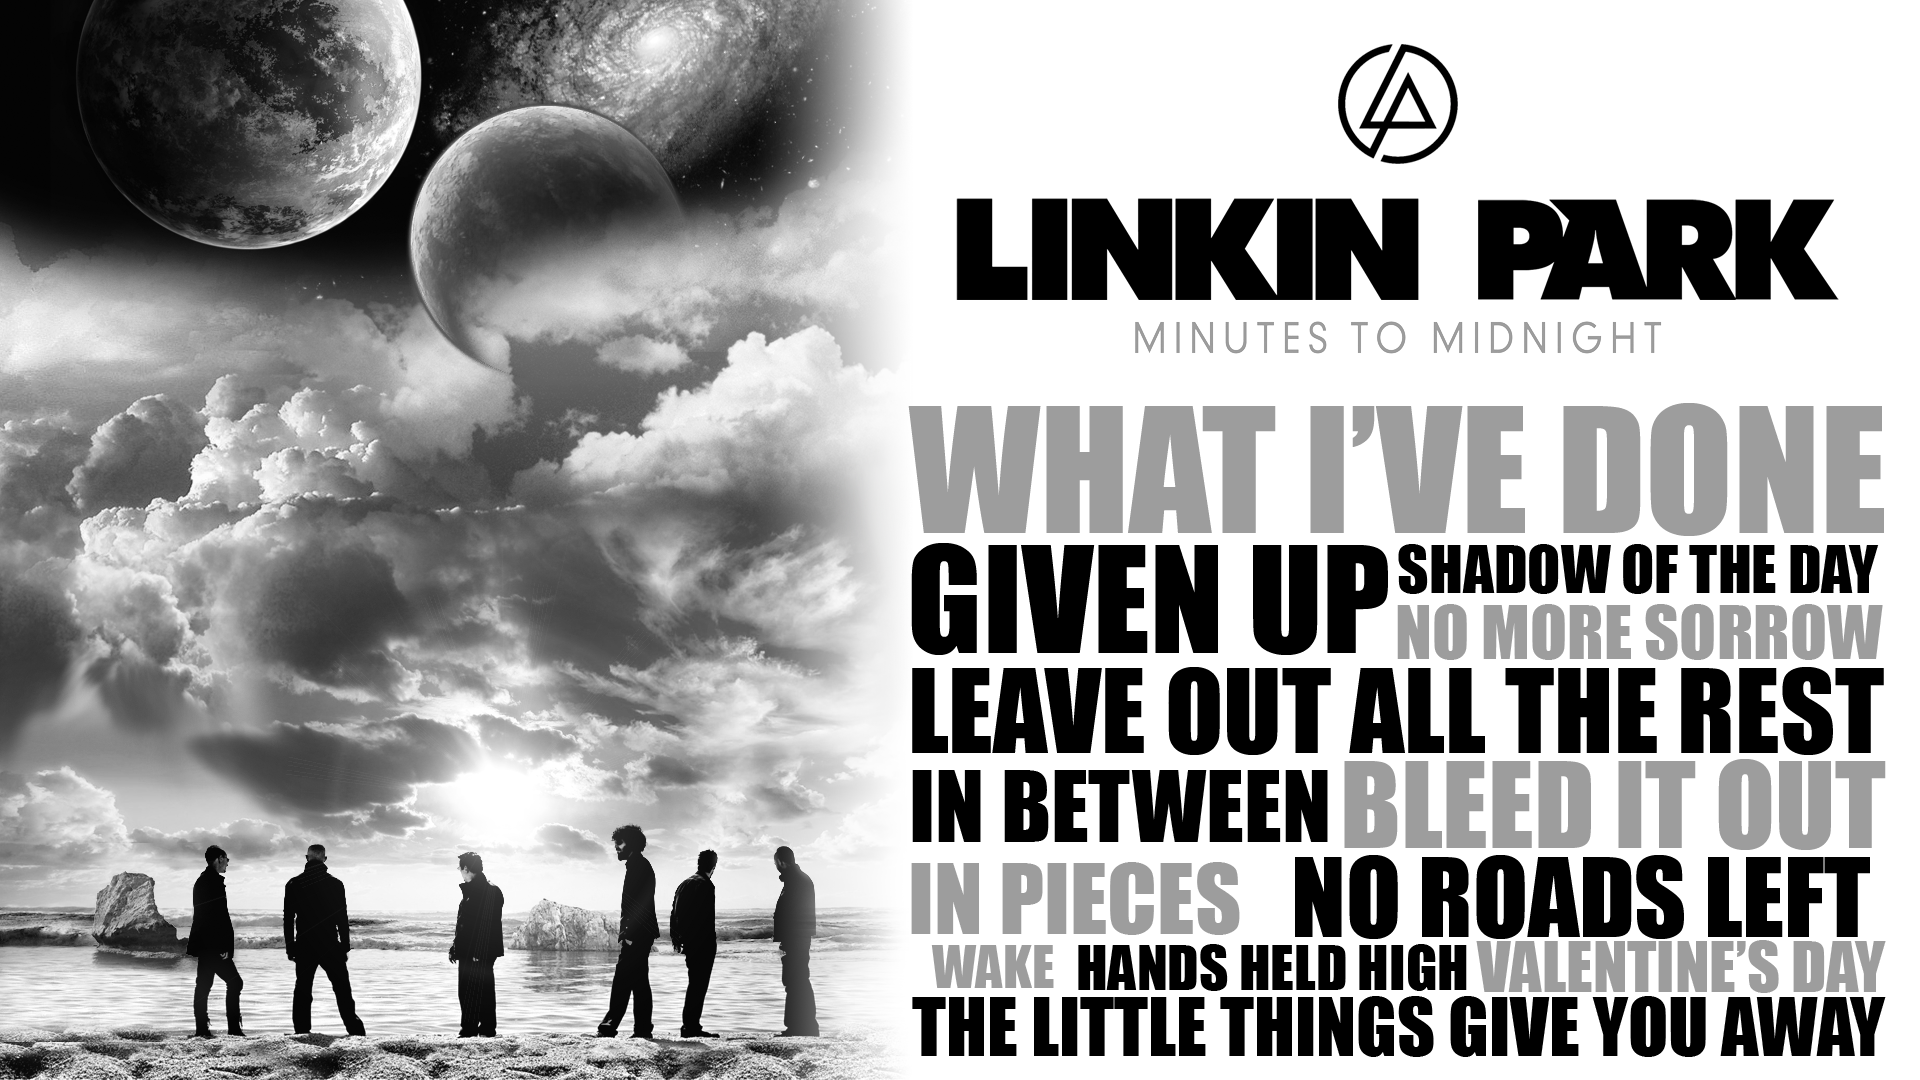 LINKIN PARK
MINUTES TO MIDNIGHT
WHAT I'VE DONE
GIVEN UP
SHADOW OF THE DAY
NO MORE SORROW
LEAVE OUT ALL THE REST
IN BETWEEN BLEED IT OUT
IN PIECES NO ROADS LEFT
WAKE HANDS HELD HIGH VALENTINE'S DAY
THE LITTLE THINGS GIVE YOU AWAY